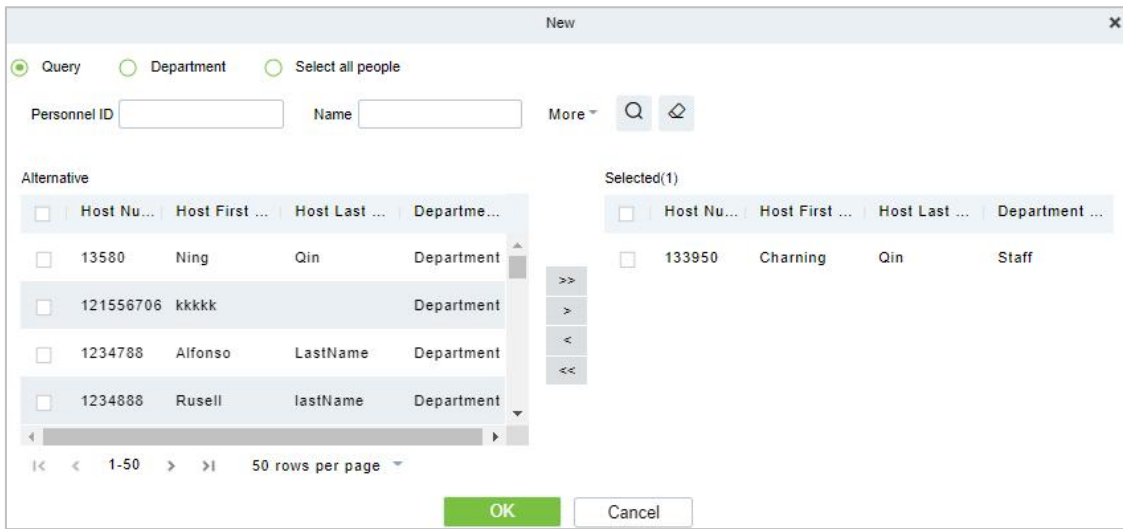 New
Query Department Select all people
Personnel ID Name More
Alternative Selected(1)
Host Nu... Host First ... Host Last ... Departme... Host Nu... Host First ... Host Last ... Department ...
13580 Ning Qin Department 133950 Charning Qin Staff
>>
121556706 kkkkk Department
>
<
1234788 Alfonso LastName Department
<<
1234888 Rusell lastName Department
1-50 50 rows per page
OK Cancel